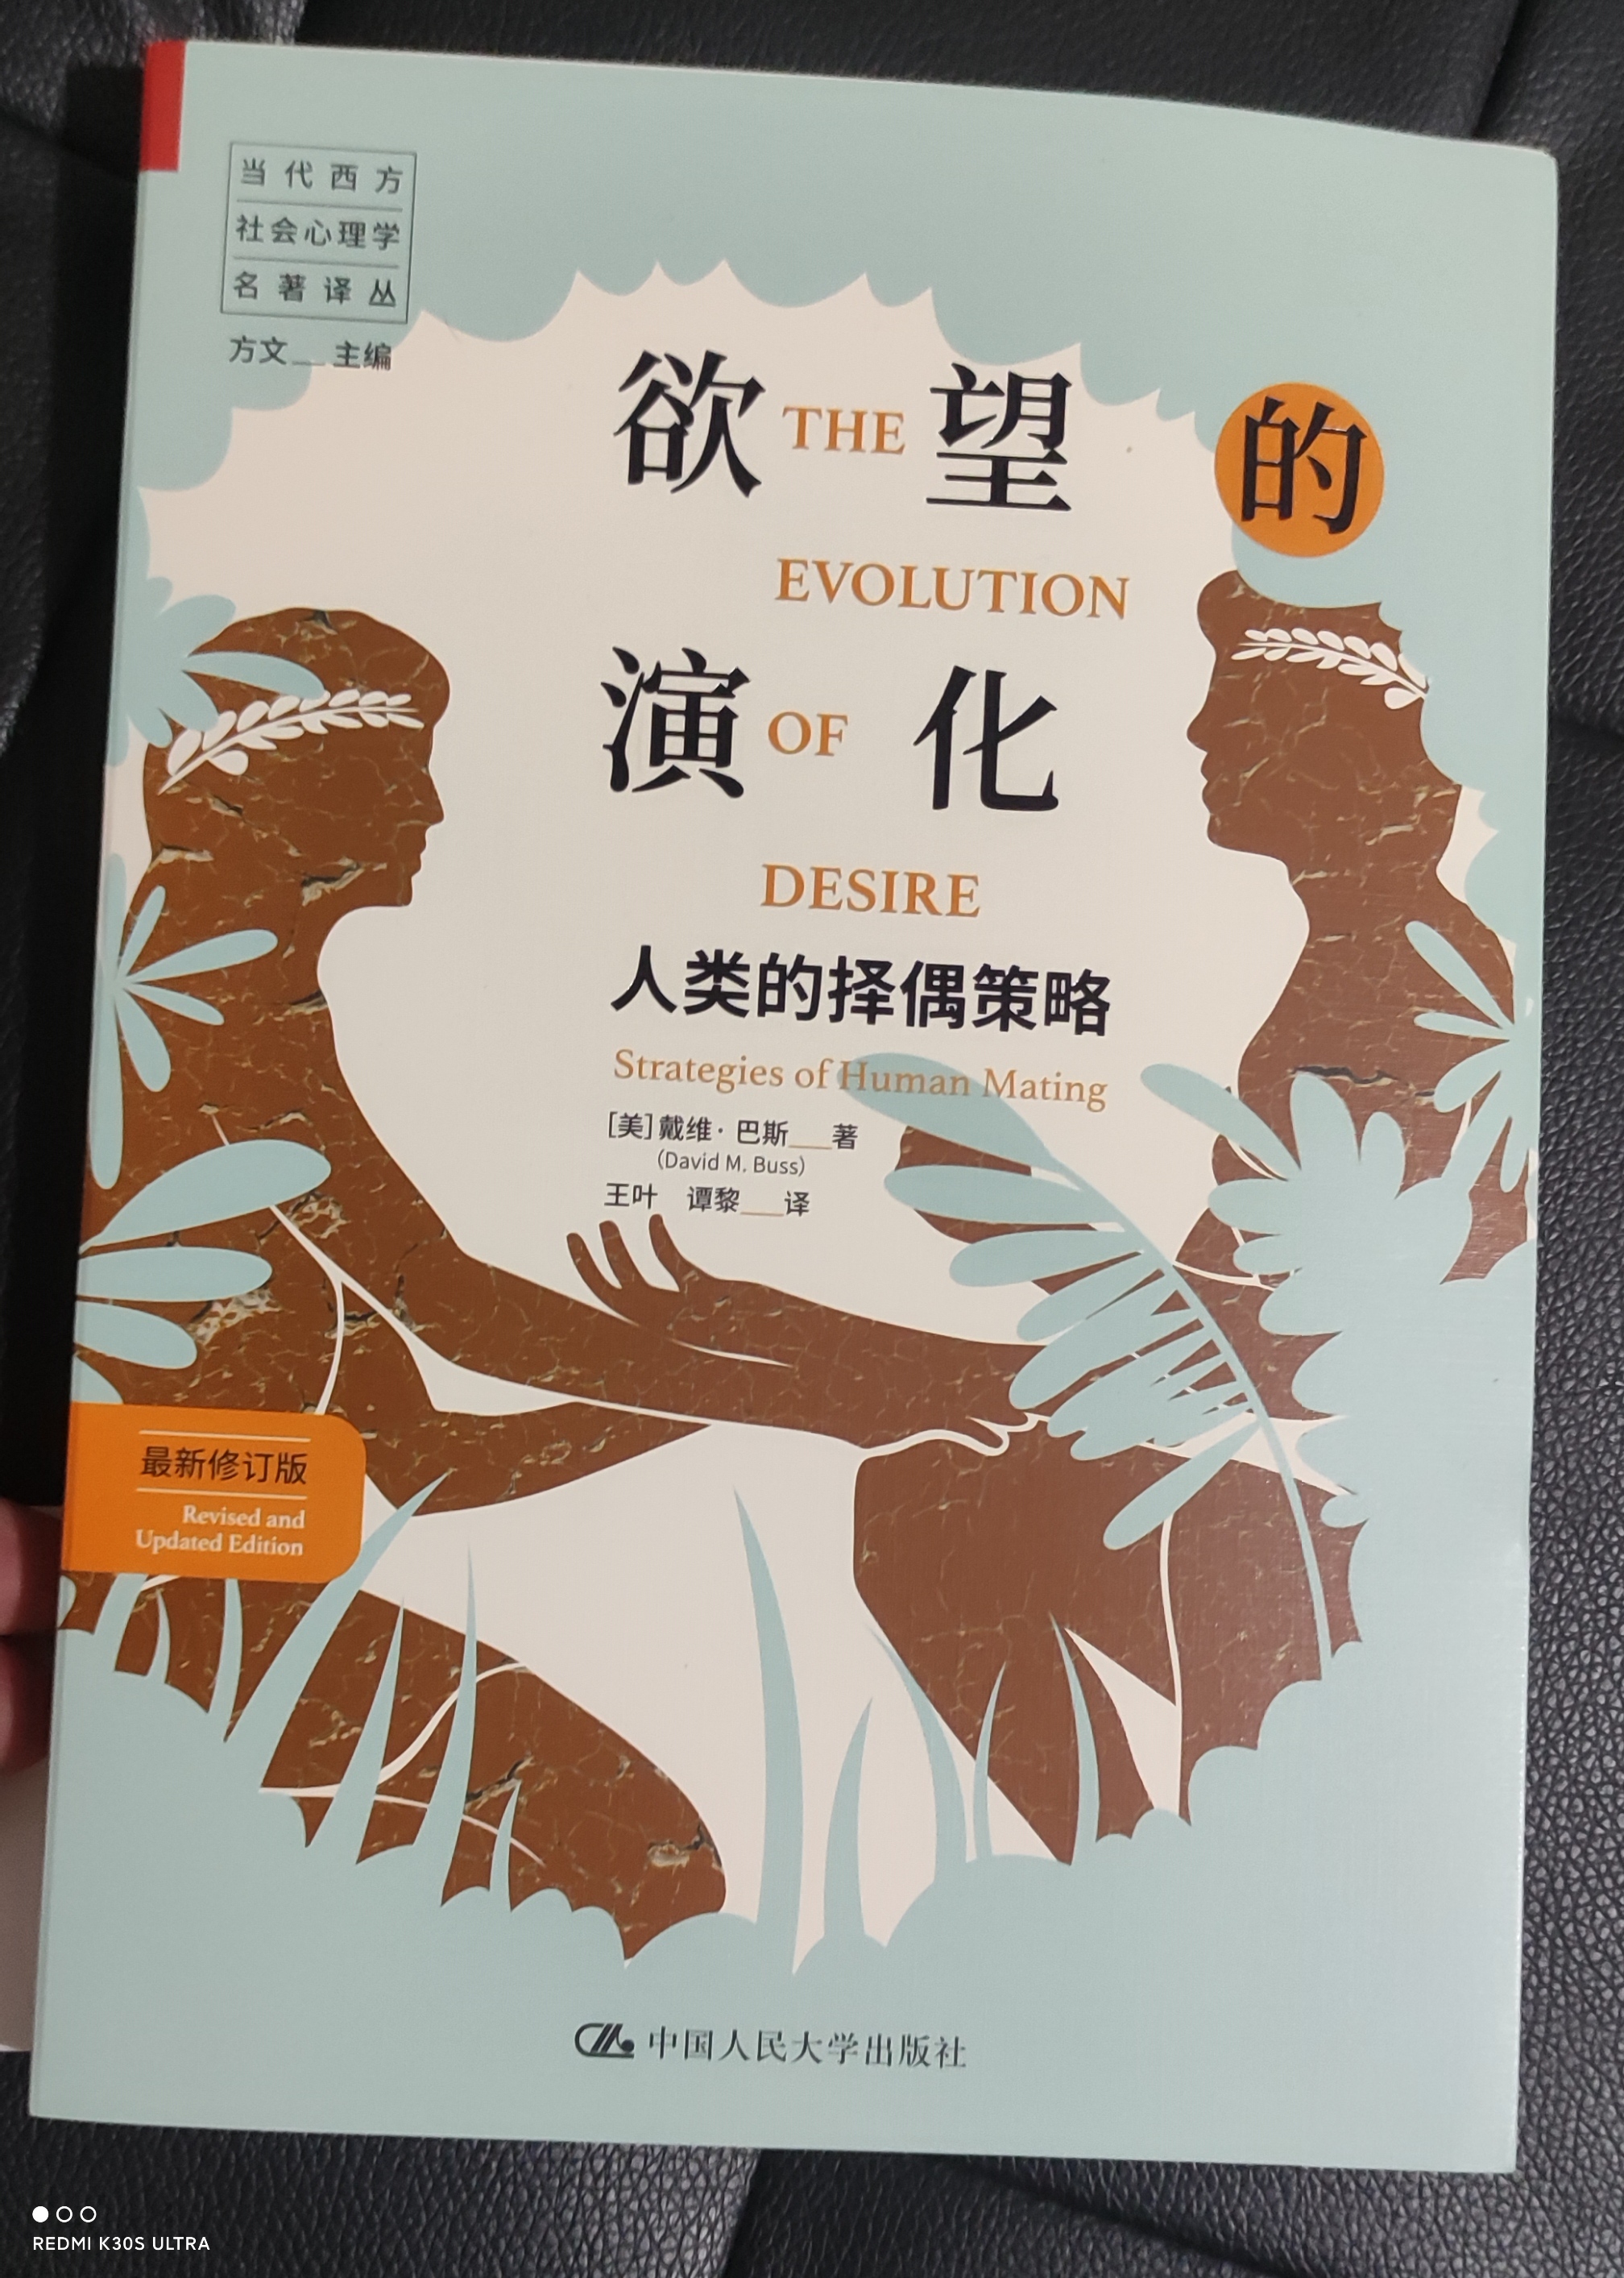 当代西方
社会心理学
名著译丛
方文__主编
欲 THE 望 的
EVOLUTION
演 OF 化
DESIRE
人类的择偶策略
Strategies of Human Mating
[美]戴维·巴斯__著
(David M. Buss)
王叶 谭黎__译
最新修订版
Revised and
Updated Edition
中国人民大学出版社
REDMI K30S ULTRA